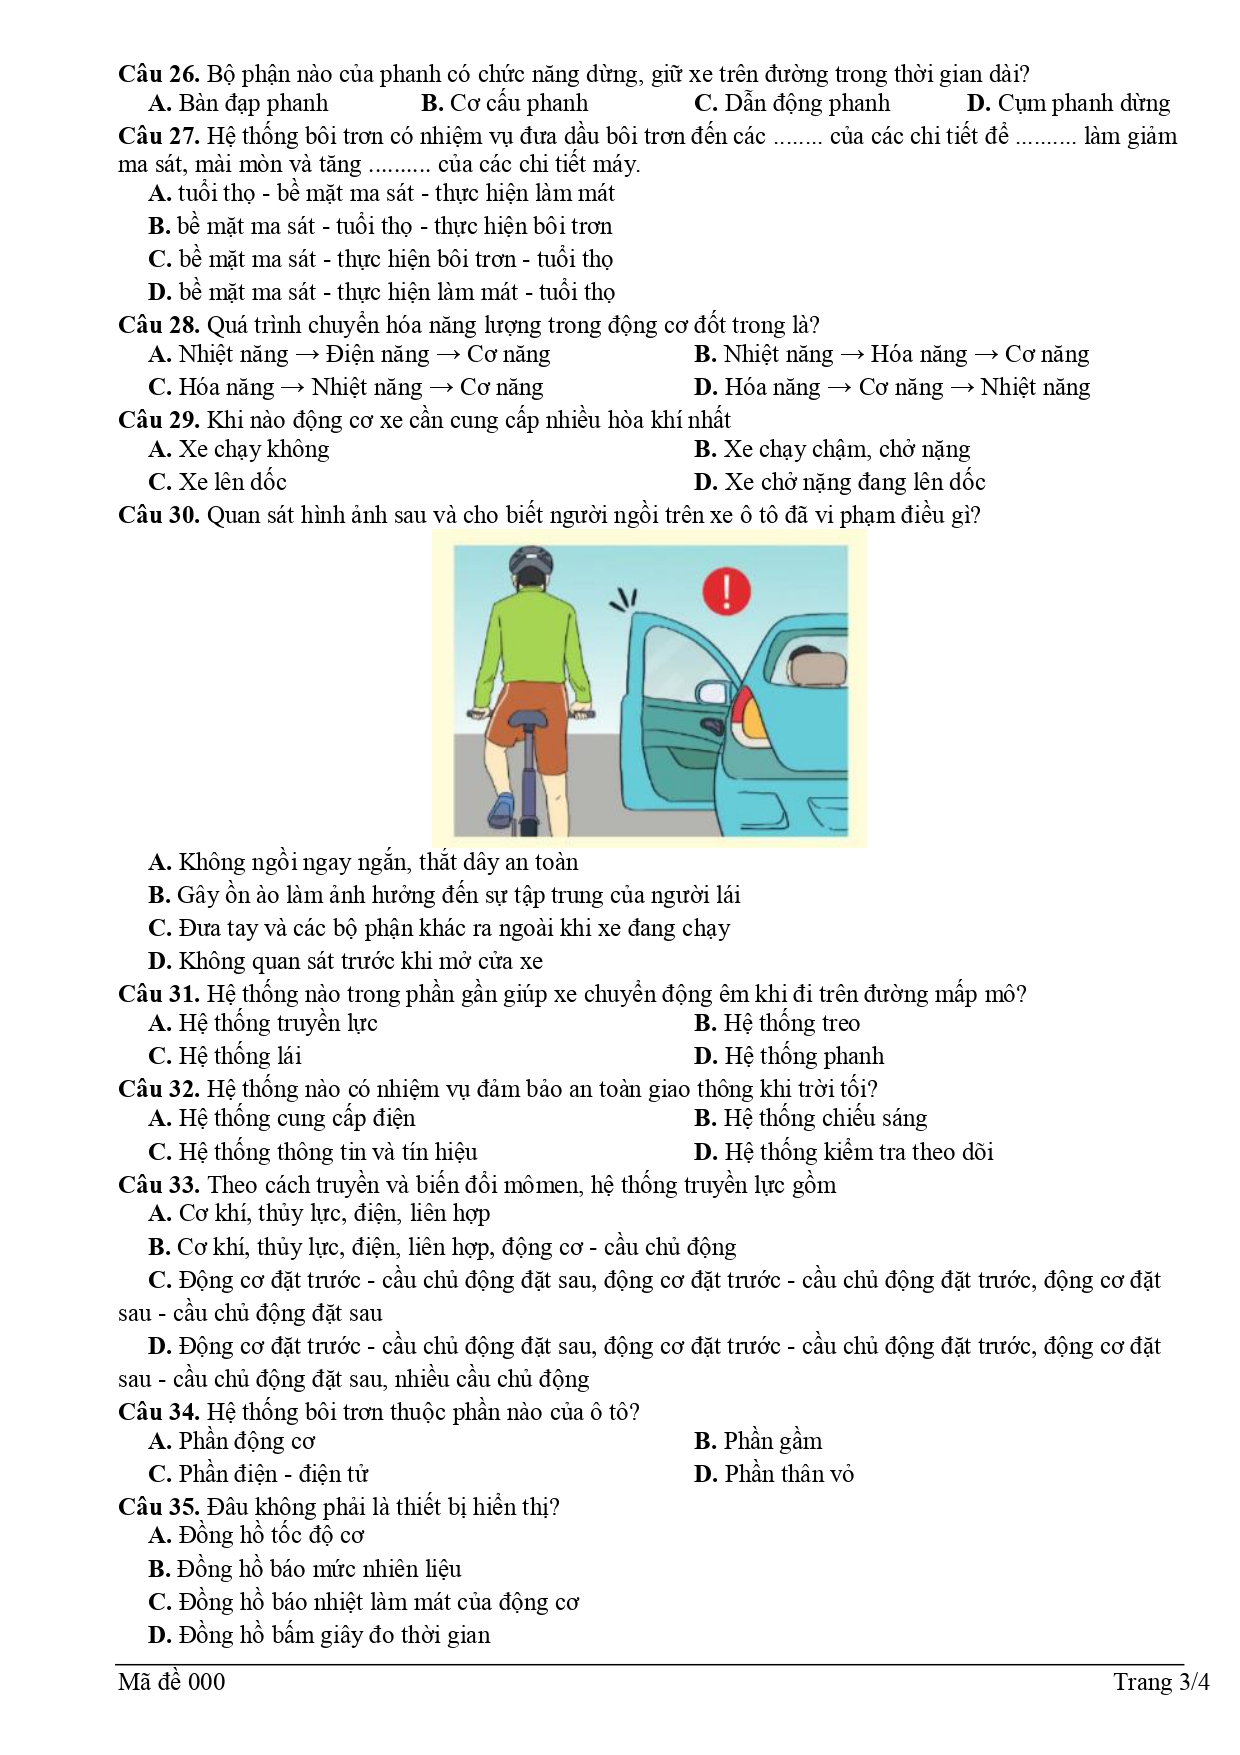 Câu 26. Bộ phận nào của phanh có chức năng dừng, giữ xe trên đường trong thời gian dài?
A. Bàn đạp phanh B. Cơ cấu phanh C. Dẫn động phanh D. Cụm phanh dừng
Câu 27. Hệ thống bôi trơn có nhiệm vụ đưa dầu bôi trơn đến các ........ của các chi tiết để .......... làm giảm
ma sát, mài mòn và tăng .......... của các chi tiết máy.
A. tuổi thọ - bề mặt ma sát - thực hiện làm mát
B. bề mặt ma sát - tuổi thọ - thực hiện bôi trơn
C. bề mặt ma sát - thực hiện bôi trơn - tuổi thọ
D. bề mặt ma sát - thực hiện làm mát - tuổi thọ
Câu 28. Quá trình chuyển hóa năng lượng trong động cơ đốt trong là?
A. Nhiệt năng → Điện năng → Cơ năng B. Nhiệt năng → Hóa năng → Cơ năng
C. Hóa năng → Nhiệt năng → Cơ năng D. Hóa năng → Cơ năng → Nhiệt năng
Câu 29. Khi nào động cơ xe cần cung cấp nhiều hòa khí nhất
A. Xe chạy không B. Xe chạy chậm, chở nặng
C. Xe lên dốc D. Xe chở nặng đang lên dốc
Câu 30. Quan sát hình ảnh sau và cho biết người ngồi trên xe ô tô đã vi phạm điều gì?
!
A. Không ngồi ngay ngắn, thắt dây an toàn
B. Gây ồn ào làm ảnh hưởng đến sự tập trung của người lái
C. Đưa tay và các bộ phận khác ra ngoài khi xe đang chạy
D. Không quan sát trước khi mở cửa xe
Câu 31. Hệ thống nào trong phần gần giúp xe chuyển động êm khi đi trên đường mấp mô?
A. Hệ thống truyền lực B. Hệ thống treo
C. Hệ thống lái D. Hệ thống phanh
Câu 32. Hệ thống nào có nhiệm vụ đảm bảo an toàn giao thông khi trời tối?
A. Hệ thống cung cấp điện B. Hệ thống chiếu sáng
C. Hệ thống thông tin và tín hiệu D. Hệ thống kiểm tra theo dõi
Câu 33. Theo cách truyền và biến đổi mômen, hệ thống truyền lực gồm
A. Cơ khí, thủy lực, điện, liên hợp
B. Cơ khí, thủy lực, điện, liên hợp, động cơ - cầu chủ động
C. Động cơ đặt trước - cầu chủ động đặt sau, động cơ đặt trước - cầu chủ động đặt trước, động cơ đặt
sau - cầu chủ động đặt sau
D. Động cơ đặt trước - cầu chủ động đặt sau, động cơ đặt trước - cầu chủ động đặt trước, động cơ đặt
sau - cầu chủ động đặt sau, nhiều cầu chủ động
Câu 34. Hệ thống bôi trơn thuộc phần nào của ô tô?
A. Phần động cơ B. Phần gầm
C. Phần điện - điện tử D. Phần thân vỏ
Câu 35. Đâu không phải là thiết bị hiển thị?
A. Đồng hồ tốc độ cơ
B. Đồng hồ báo mức nhiên liệu
C. Đồng hồ báo nhiệt làm mát của động cơ
D. Đồng hồ bấm giây đo thời gian
Mã đề 000 Trang 3/4